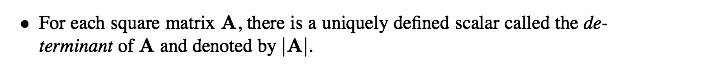 • For each square matrix A, there is a uniquely defined scalar called the de-
terminant of A and denoted by |A|.